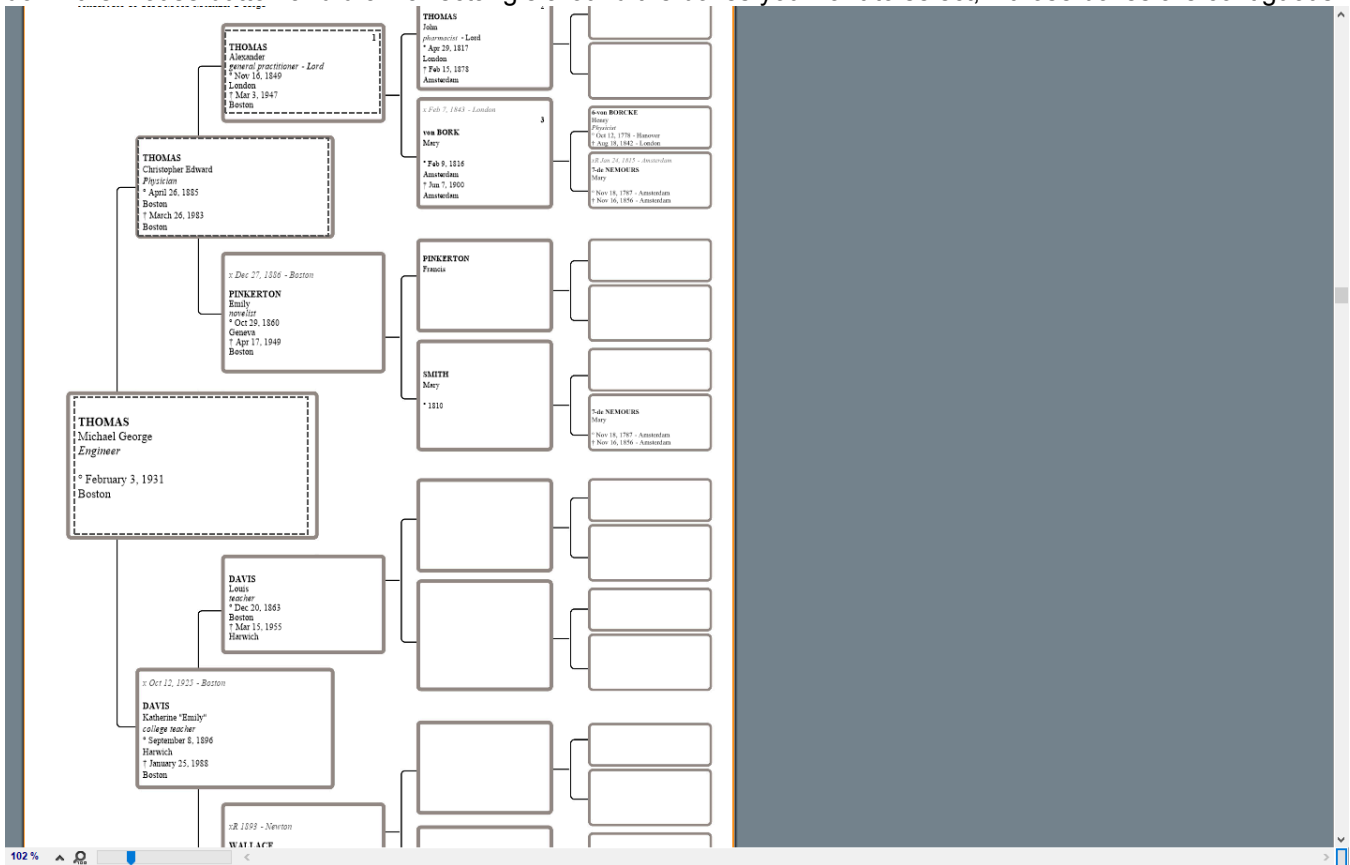 THOMAS
John
pharmacist - Lord
° Apr 29, 1817
London
† Feb 15, 1878
Amsterdam
1
THOMAS
Alexander
general practitioner - Lord
° Nov 16, 1849
London
† Mar 3, 1947
Boston
x Feb 7, 1843 - London
3
von BORK
Mary
° Feb 9, 1816
Amsterdam
† Jun 7, 1900
Amsterdam
6-von BORCKE
Henry
Physicist
° Oct 12, 1778 - Hanover
† Aug 18, 1842 - London
xR Jan 24, 1815 - Amsterdam
7-de NEMOURS
Mary
° Nov 18, 1787 - Amsterdam
† Nov 16, 1856 - Amsterdam
THOMAS
Christopher Edward
Physician
° April 26, 1885
Boston
† March 26, 1983
Boston
x Dec 27, 1886 - Boston
PINKERTON
Emily
novelist
° Oct 29, 1860
Geneva
† Apr 17, 1949
Boston
PINKERTON
Francis
SMITH
Mary
° 1810
7-de NEMOURS
Mary
° Nov 18, 1787 - Amsterdam
† Nov 16, 1856 - Amsterdam
THOMAS
Michael George
Engineer
° February 3, 1931
Boston
DAVIS
Louis
teacher
° Dec 20, 1863
Boston
† Mar 15, 1955
Harwich
x Oct 12, 1925 - Boston
DAVIS
Katherine "Emily"
college teacher
° September 8, 1896
Harwich
† January 25, 1988
Boston
xR 1893 - Newton
WALLACE
102 %